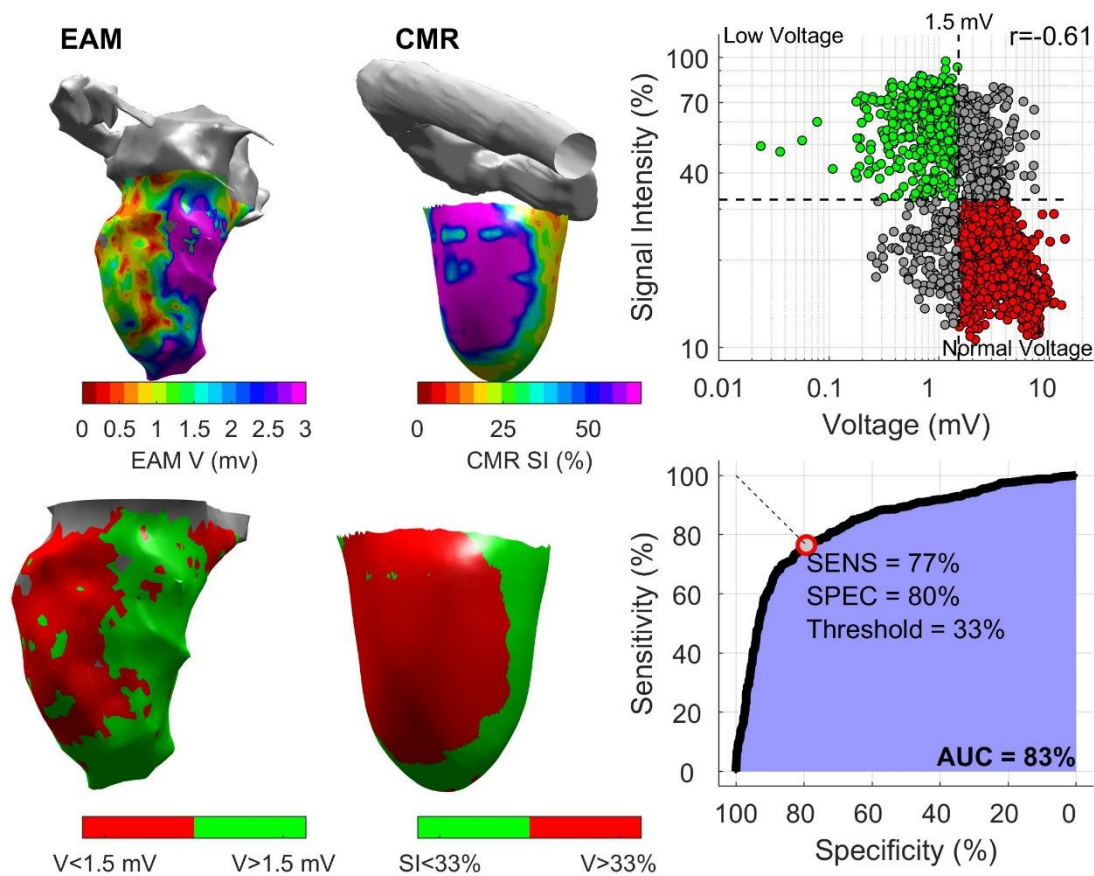 EAM
CMR
0 0.5 1 1.5 2 2.5 3
EAM V (mv)
0 25 50
CMR SI (%)
1.5 mV
Low Voltage
r=-0.61
100
70
40
10
Signal Intensity (%)
Normal Voltage
0.01 0.1 1 10
Voltage (mV)
V<1.5 mV V>1.5 mV
SI<33% V>33%
100
80
60
40
20
0
Sensitivity (%)
SENS = 77%
SPEC = 80%
Threshold = 33%
AUC = 83%
100 80 60 40 20 0
Specificity (%)